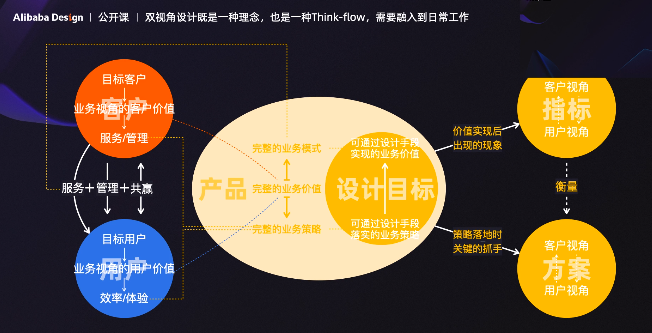 Alibaba Design | 公开课 | 双视角设计既是一种理念，也是一种Think-flow，需要融入到日常工作
目标客户
客户
业务视角的客户价值
服务/管理
服务＋管理＋共赢
目标用户
用户
业务视角的用户价值
效率/体验
产品
完整的业务模式
完整的业务价值
完整的业务策略
可通过设计手段
实现的业务价值
设计目标
可通过设计手段
落实的业务策略
价值实现后
出现的现象
策略落地时
关键的抓手
客户视角
指标
用户视角
衡量
客户视角
方案
用户视角